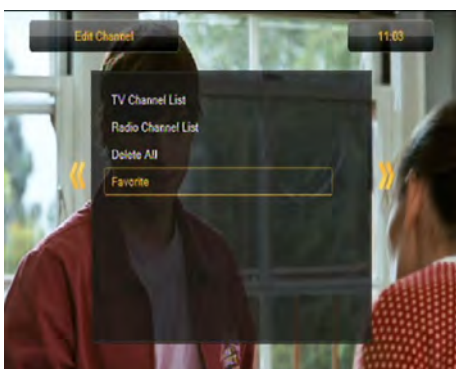 Edit Channel
11:03
TV Channel List
Radio Channel List
Delete All
Favorite